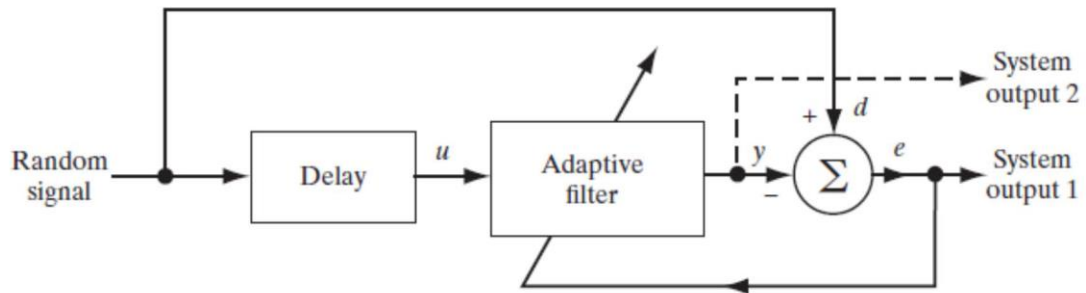 System
output 2
+
d
Random
signal
Delay
u
Adaptive
filter
y
−
Σ
e
System
output 1